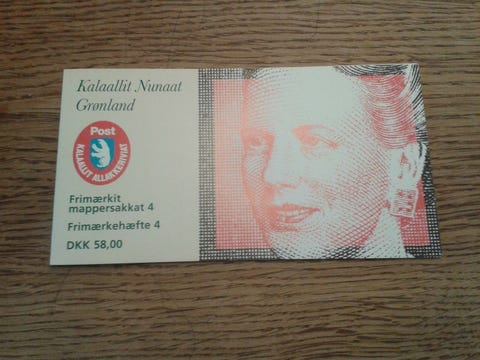 Kalaallit Nunaat
Grønland
Post
KALAALLIT ALLAKKERIVIAT
Frimærkit
mappersakkat 4
Frimærkehæfte 4
DKK 58,00